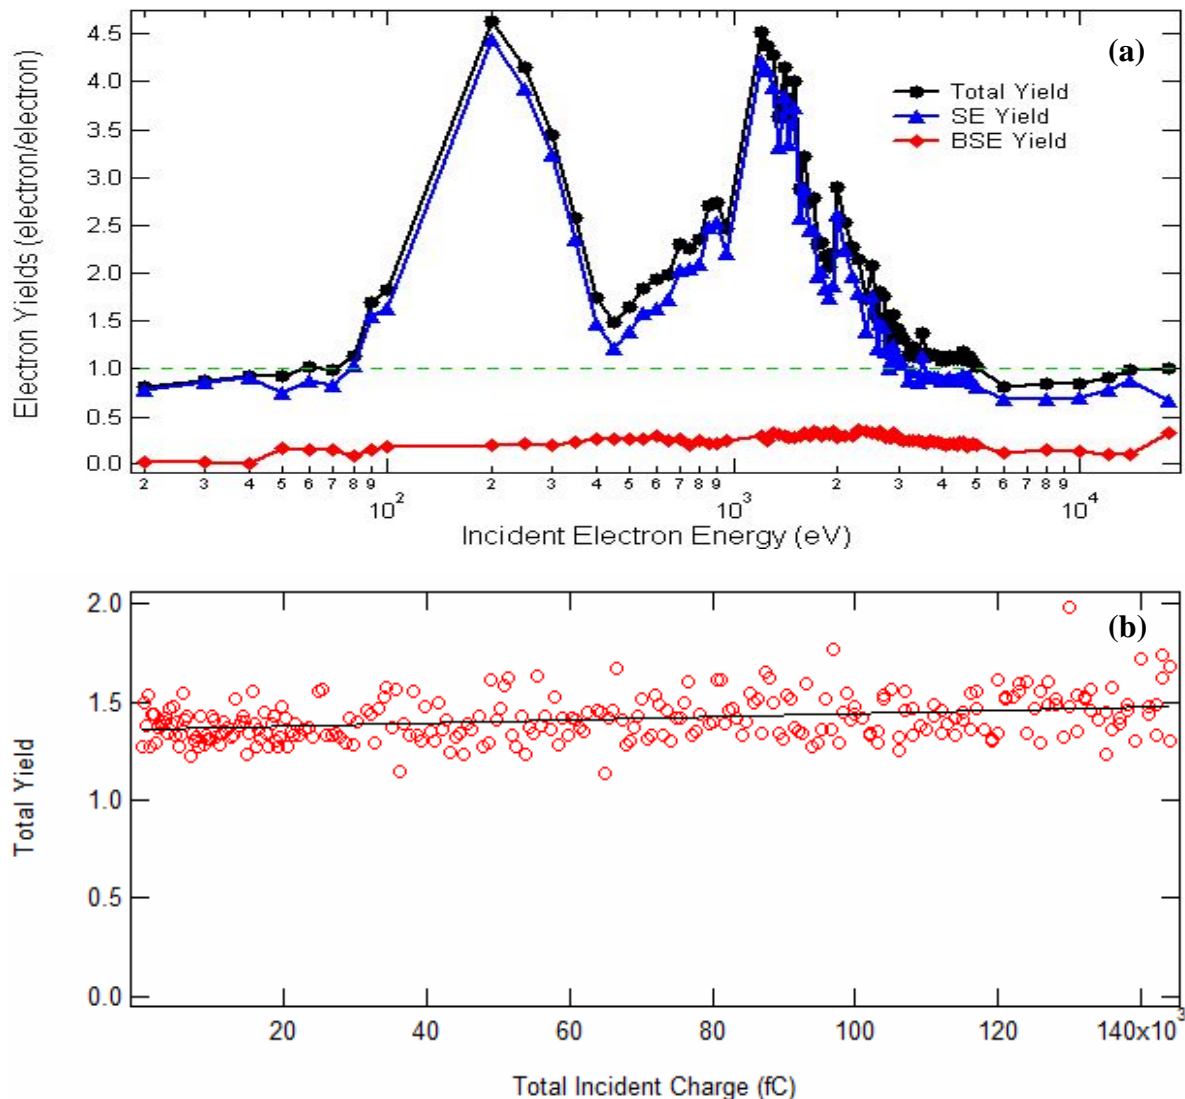 (a)
Electron Yields (electron/electron)
4.5
4.0
3.5
3.0
2.5
2.0
1.5
1.0
0.5
0.0
Total Yield
SE Yield
BSE Yield
2 3 4 5 6 7 8 9 2 3 4 5 6 7 8 9 2 3 4 5 6 7 8 9
10² 10³ 10⁴
Incident Electron Energy (eV)
(b)
Total Yield
2.0
1.5
1.0
0.5
0.0
20 40 60 80 100 120 140x10³
Total Incident Charge (fC)